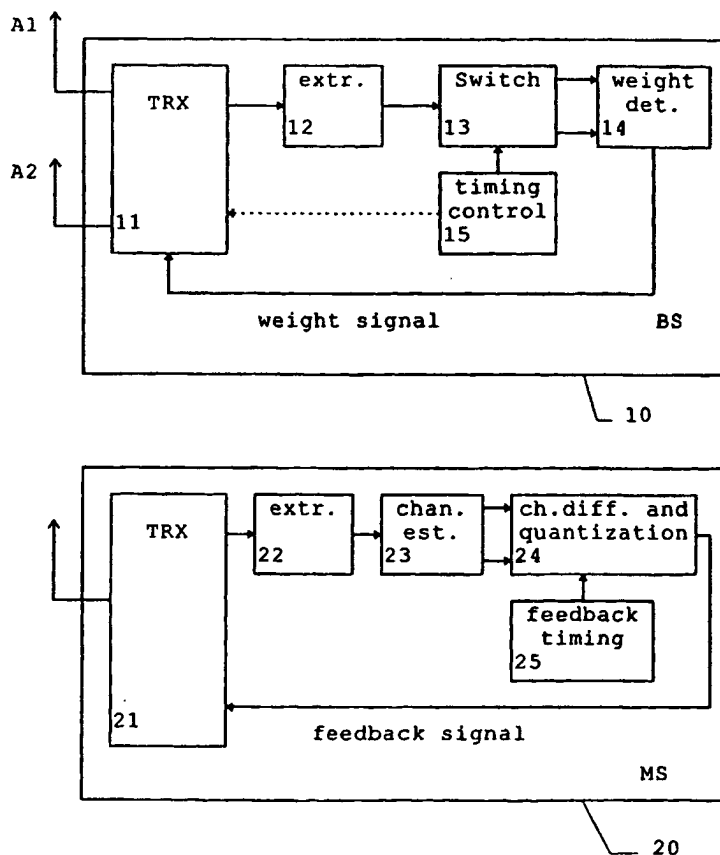 A1
TRX
extr.
12
Switch
13
weight
det.
14
A2
11
timing
control
15
weight signal
BS
10
TRX
extr.
22
chan.
est.
23
ch.diff. and
quantization
24
feedback
timing
25
21
feedback signal
MS
20